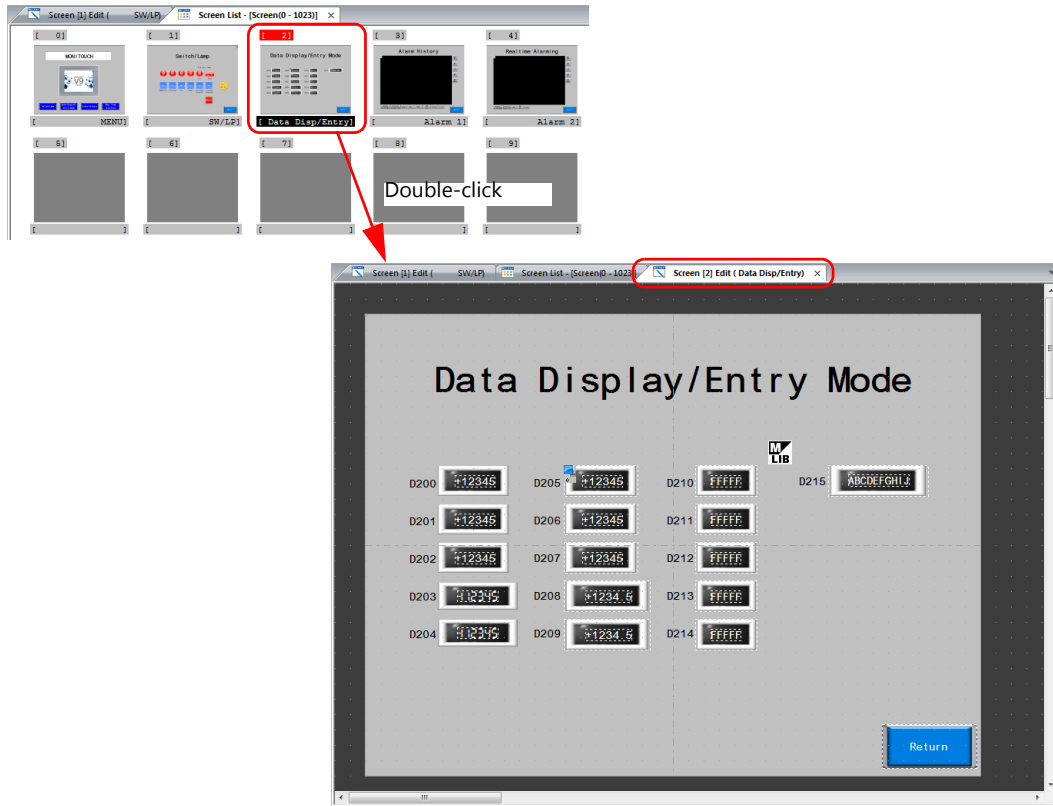 Screen [1] Edit ( SW/LP) Screen List - [Screen(0 - 1023)] ×
[ 0] [ 1] [ 2] [ 3] [ 4]
MONITOUCH Switch/Lamp Data Display/Entry Mode Alarm History Realtime Alarming
V9
[ MENU] [ SW/LP] [ Data Disp/Entry] [ Alarm 1] [ Alarm 2]
[ 5] [ 6] [ 7] [ 8] [ 9]
Double-click
[ ] [ ] [ ] [ ] [ ]
Screen [1] Edit ( SW/LP) Screen List - [Screen(0 - 1023) Screen [2] Edit ( Data Disp/Entry) ×
Data Display/Entry Mode
M LIB
D200 +12345 D205 +12345 D210 FFFFF D215 ABCDEFGHIJ
D201 +12345 D206 +12345 D211 FFFFF
D202 +12345 D207 +12345 D212 FFFFF
D203 +12345 D208 +1234.5 D213 FFFFF
D204 +12345 D209 +1234.5 D214 FFFFF
Return